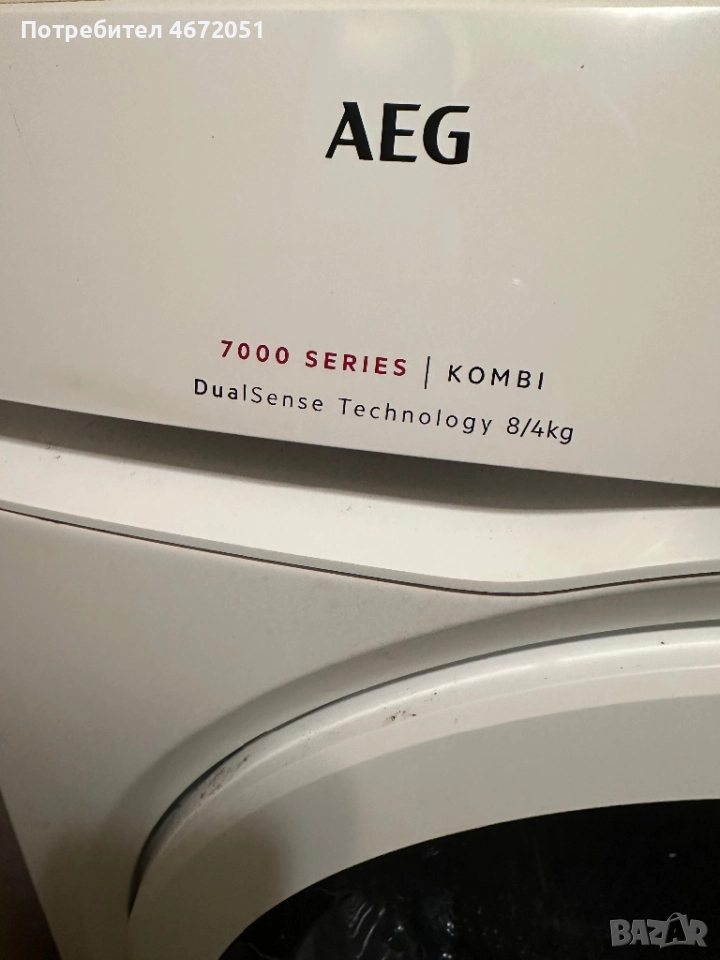 Потребител 4672051
AEG
7000 SERIES | KOMBI
DualSense Technology 8/4kg
BAZAR